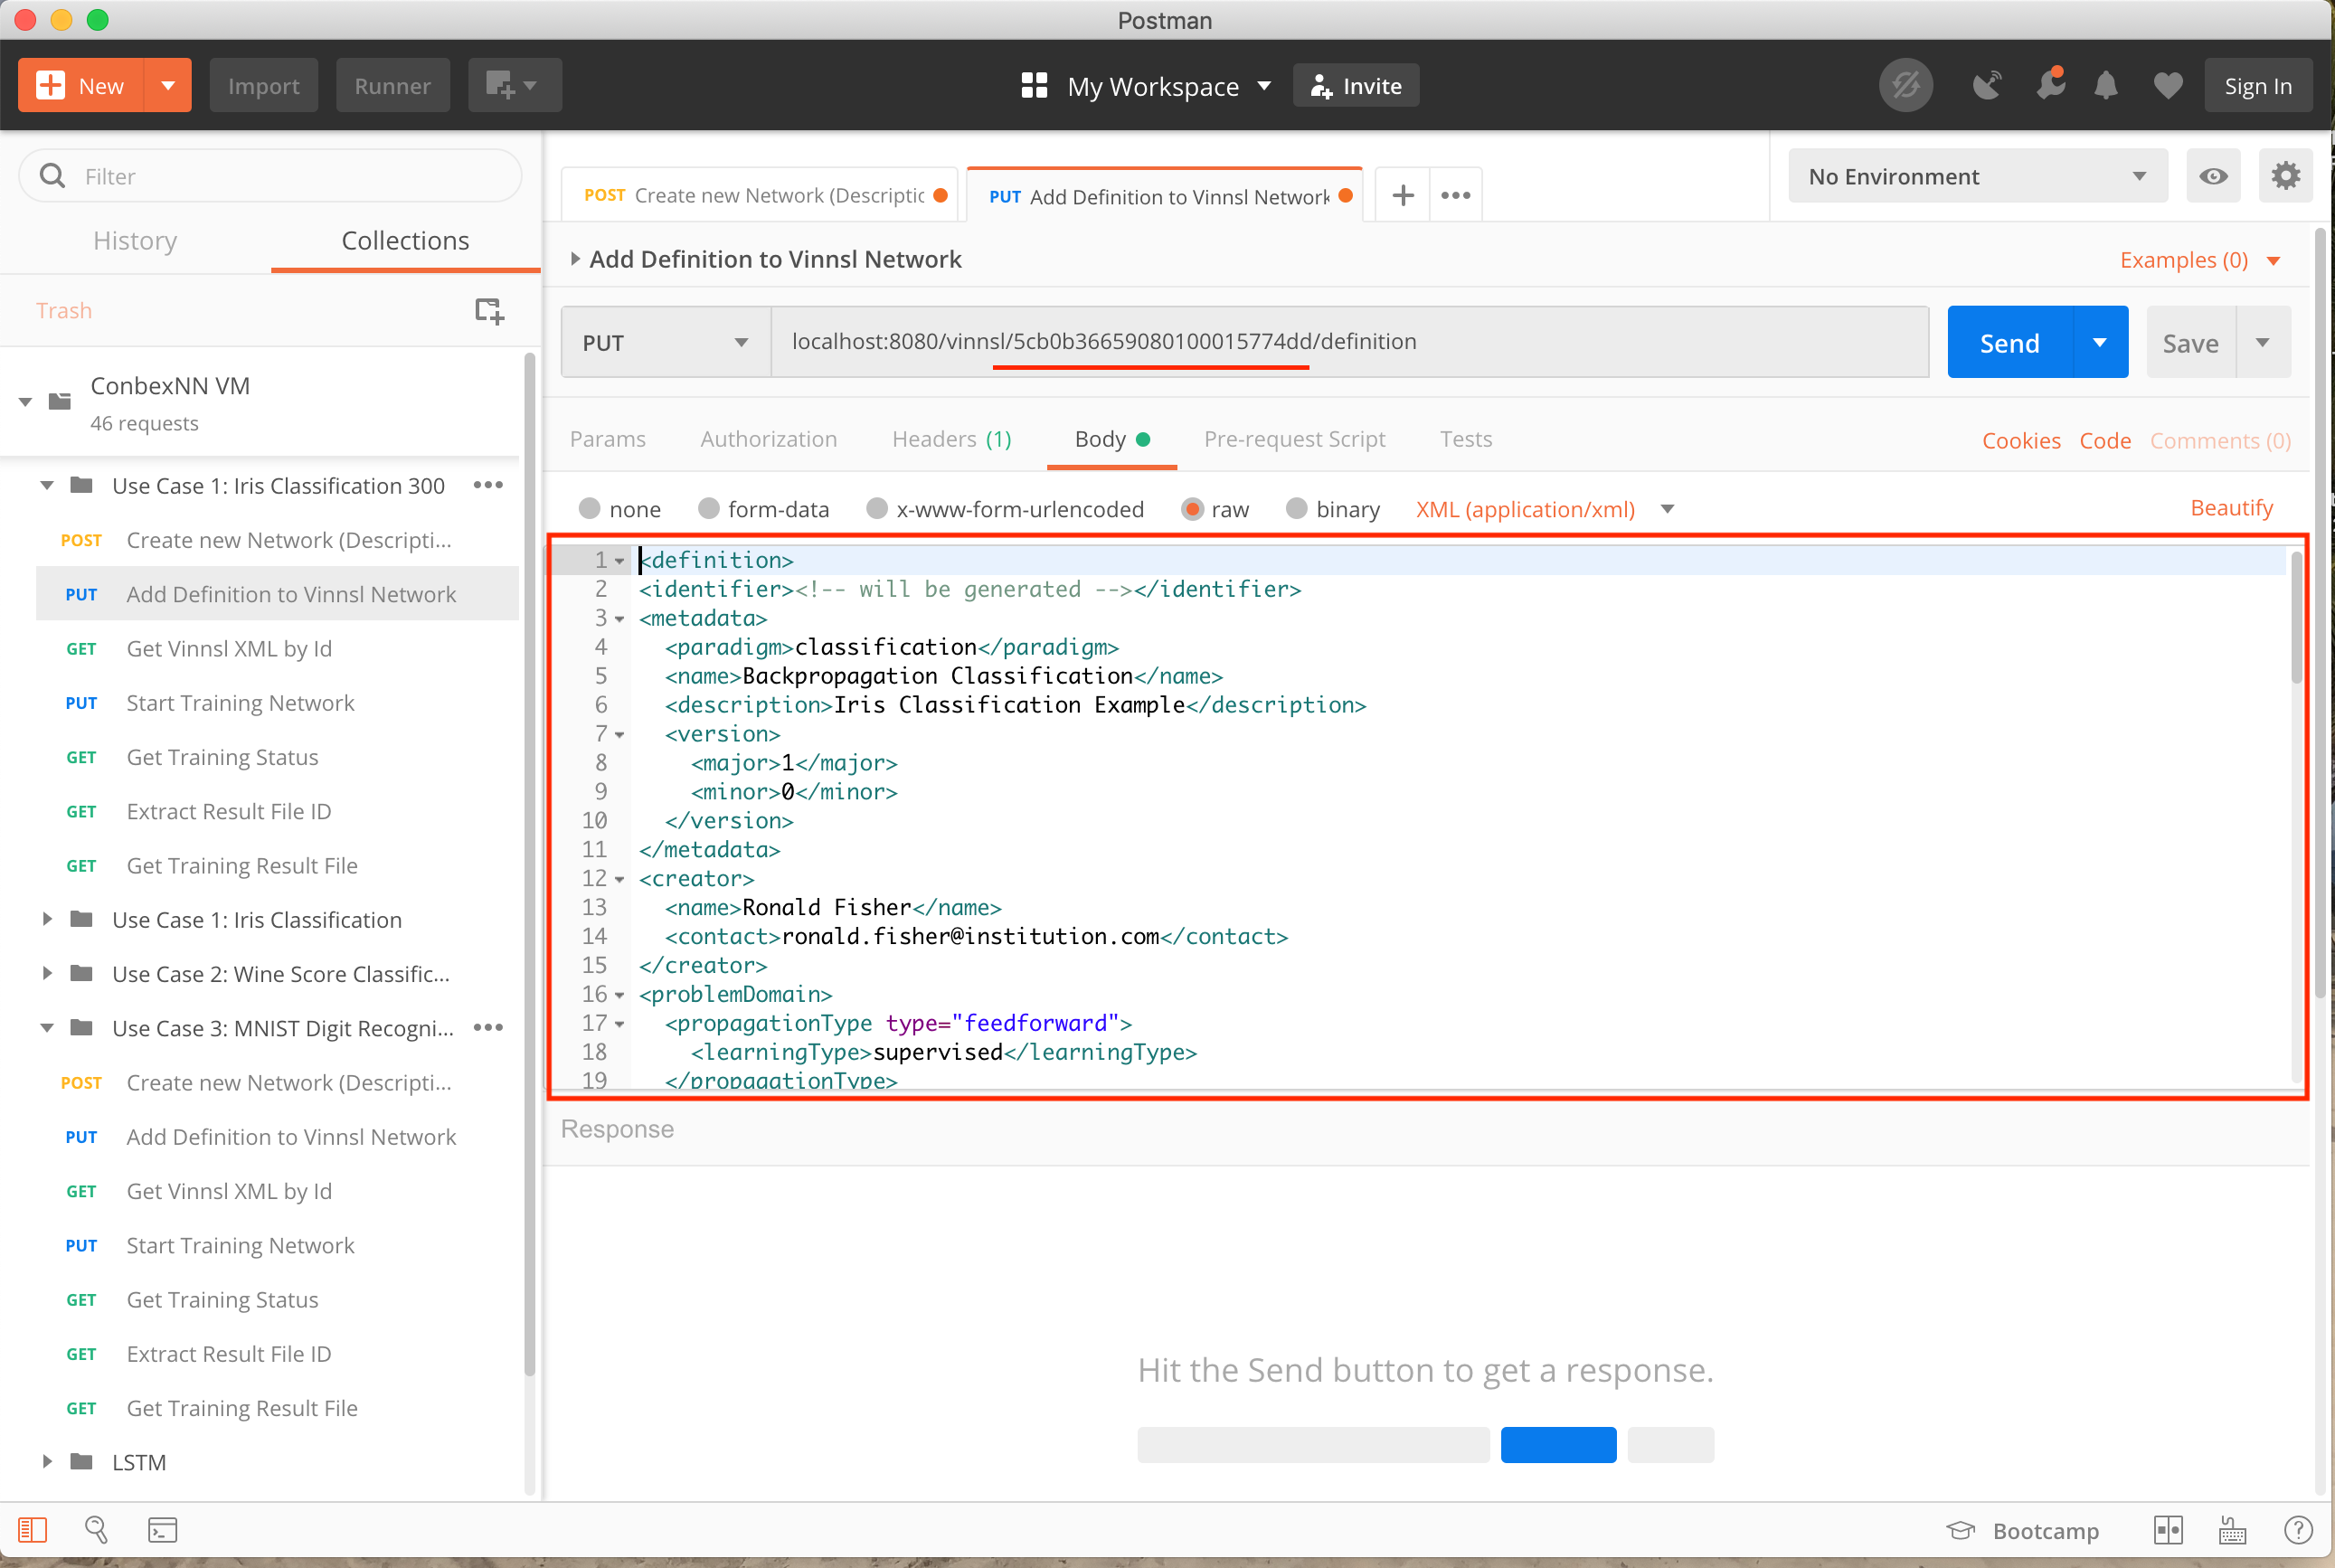 Postman
New
Import
Runner
My Workspace
Invite
Sign In
Filter
History
Collections
Trash
ConbexNN VM
46 requests
Use Case 1: Iris Classification 300
POST Create new Network (Descripti...
PUT Add Definition to Vinnsl Network
GET Get Vinnsl XML by Id
PUT Start Training Network
GET Get Training Status
GET Extract Result File ID
GET Get Training Result File
Use Case 1: Iris Classification
Use Case 2: Wine Score Classific...
Use Case 3: MNIST Digit Recogni...
POST Create new Network (Descripti...
PUT Add Definition to Vinnsl Network
GET Get Vinnsl XML by Id
PUT Start Training Network
GET Get Training Status
GET Extract Result File ID
GET Get Training Result File
LSTM
POST Create new Network (Descriptic
PUT Add Definition to Vinnsl Network
No Environment
Add Definition to Vinnsl Network
Examples (0)
PUT
localhost:8080/vinnsl/5cb0b36659080100015774dd/definition
Send
Save
Params
Authorization
Headers (1)
Body
Pre-request Script
Tests
Cookies
Code
Comments (0)
none
form-data
x-www-form-urlencoded
raw
binary
XML (application/xml)
Beautify
1 <definition>
2 <identifier><!-- will be generated --></identifier>
3 <metadata>
4 <paradigm>classification</paradigm>
5 <name>Backpropagation Classification</name>
6 <description>Iris Classification Example</description>
7 <version>
8 <major>1</major>
9 <minor>0</minor>
10 </version>
11 </metadata>
12 <creator>
13 <name>Ronald Fisher</name>
14 <contact>ronald.fisher@institution.com</contact>
15 </creator>
16 <problemDomain>
17 <propagationType type="feedforward">
18 <learningType>supervised</learningType>
19 </propagationType>
Response
Hit the Send button to get a response.
Bootcamp